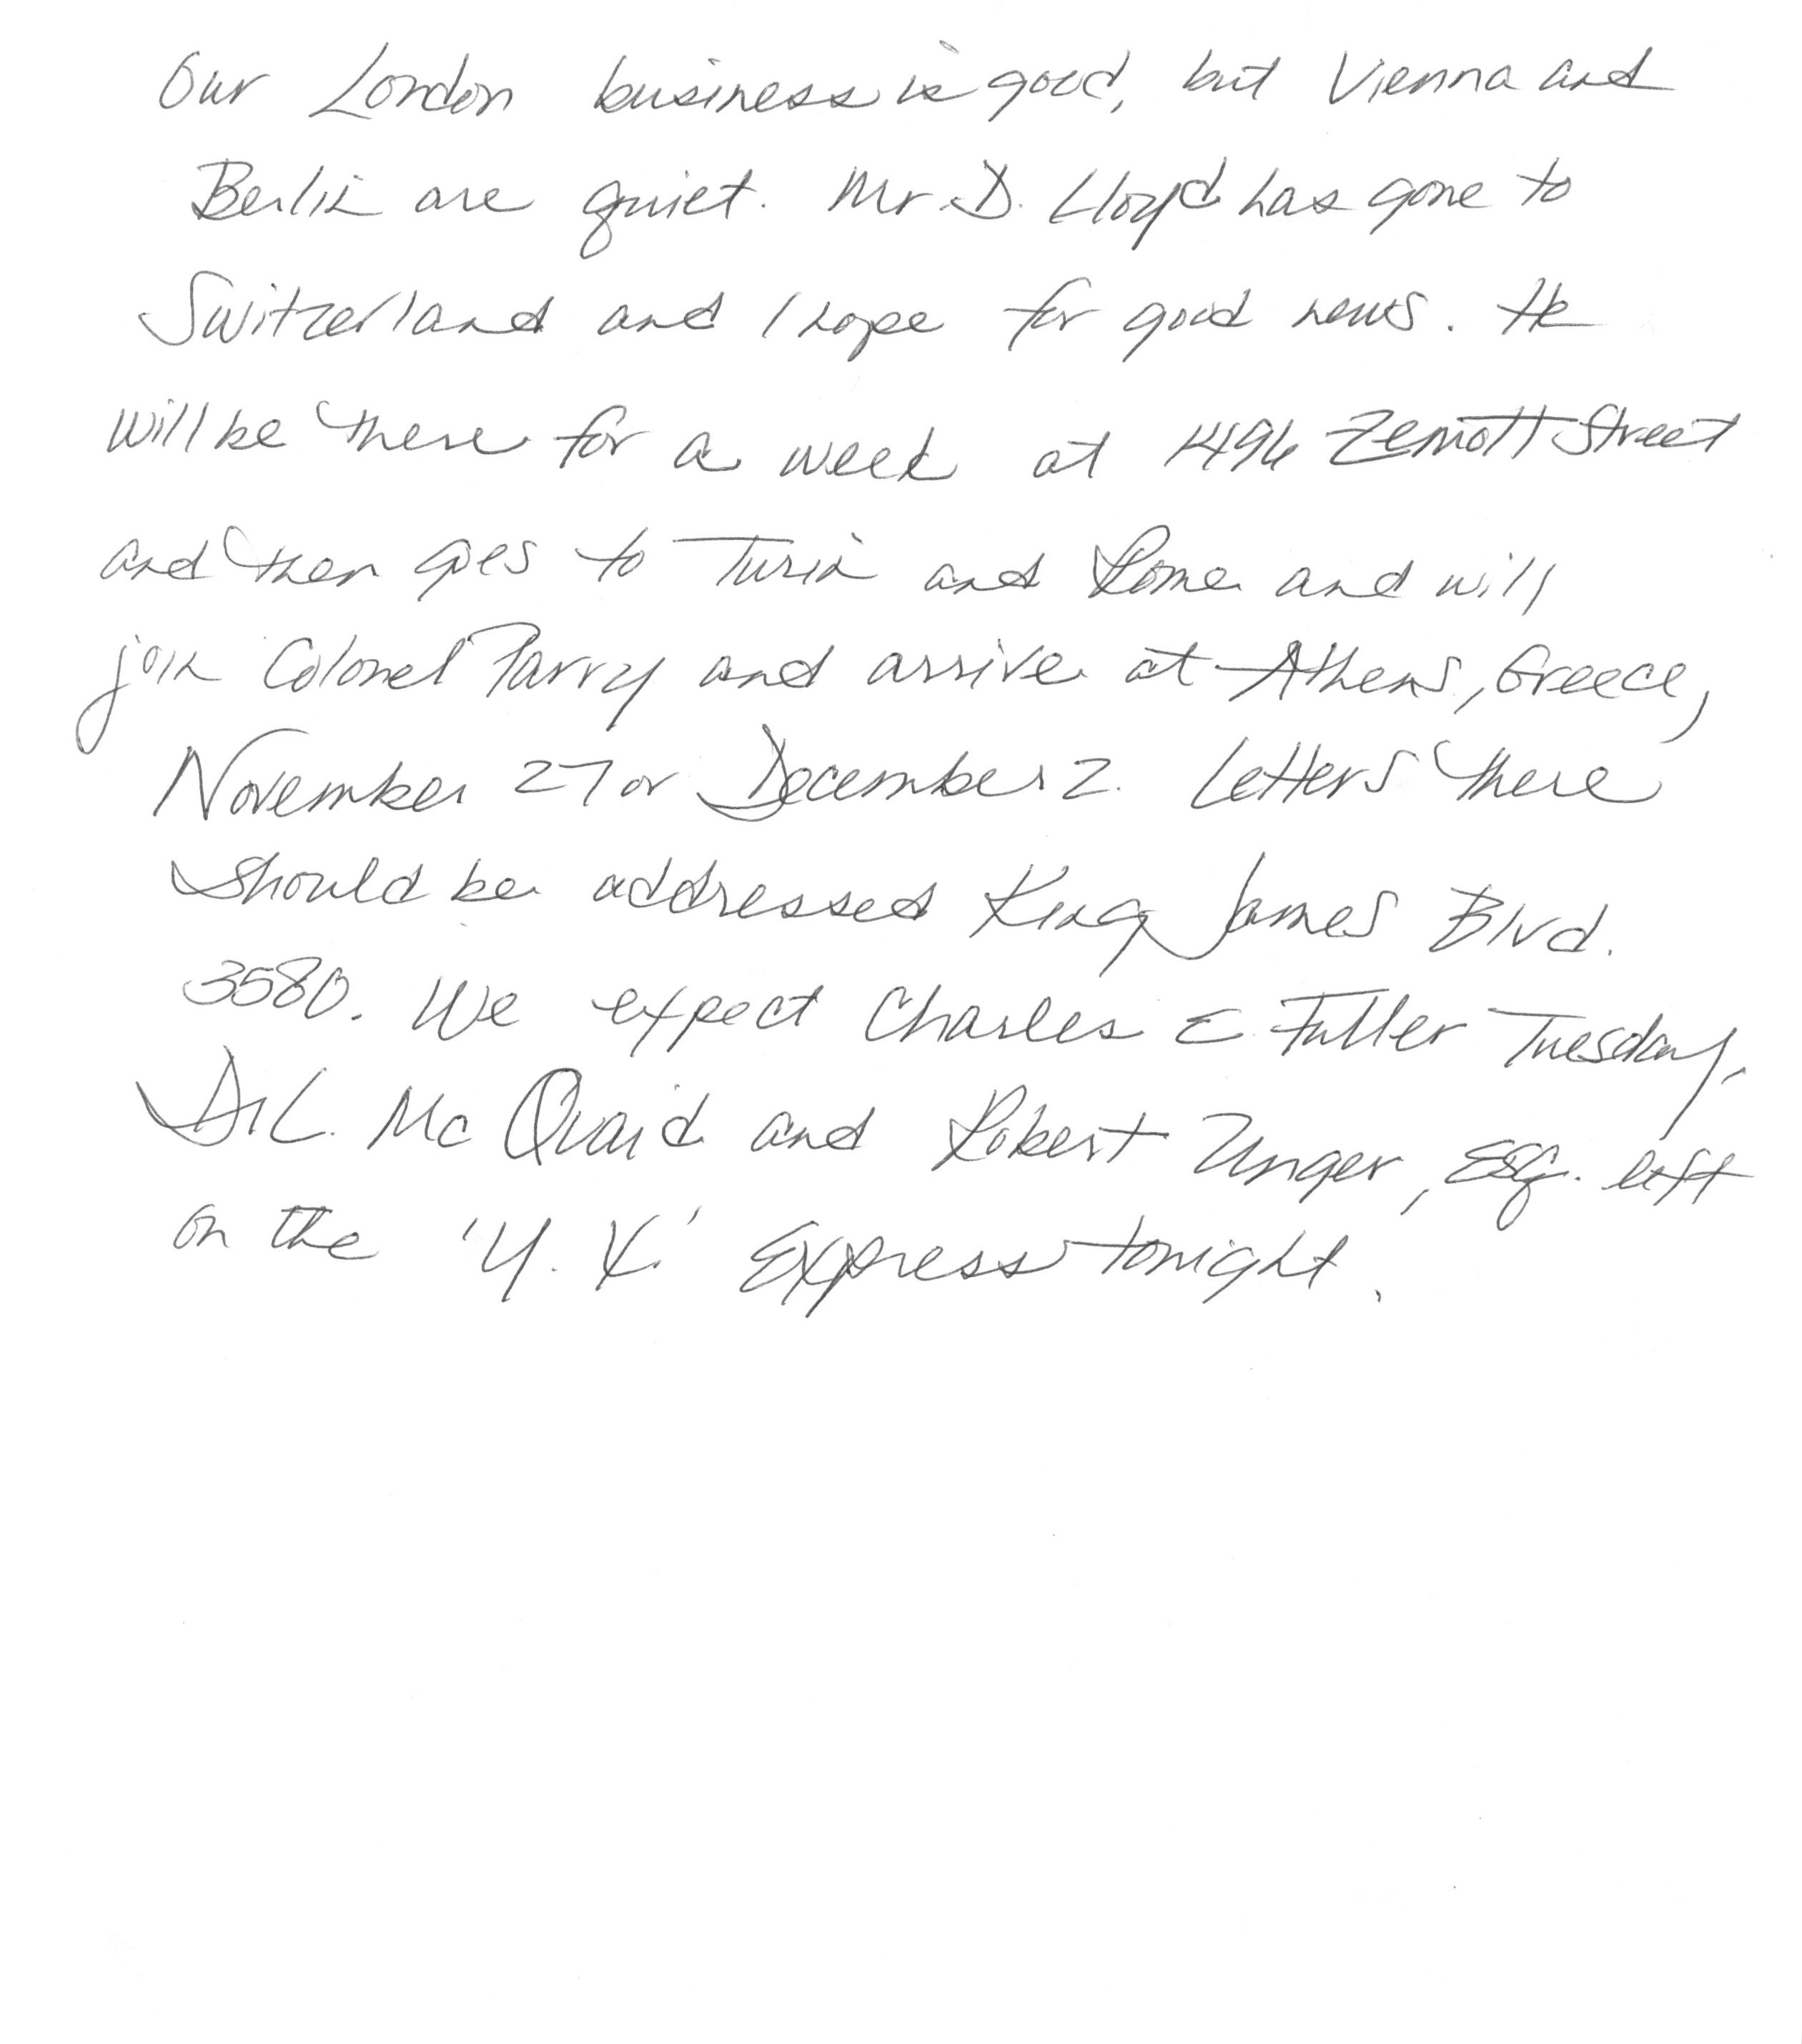 Our London business is good, but Vienna and
Berlin are quiet. Mr. D. Lloyd has gone to
Switzerland and I hope for good news. He
will be there for a week at 1496 Zermott Street
and then goes to Turin and Rome and will
join Colonel Parry and arrive at Athens, Greece,
November 27 or December 2. Letters there
should be addressed King James Blvd.
3580. We expect Charles E. Fuller Tuesday.
Dr. L. McQuaid and Robert Unger, Esq. left
on the 'Y. X.' Express tonight.